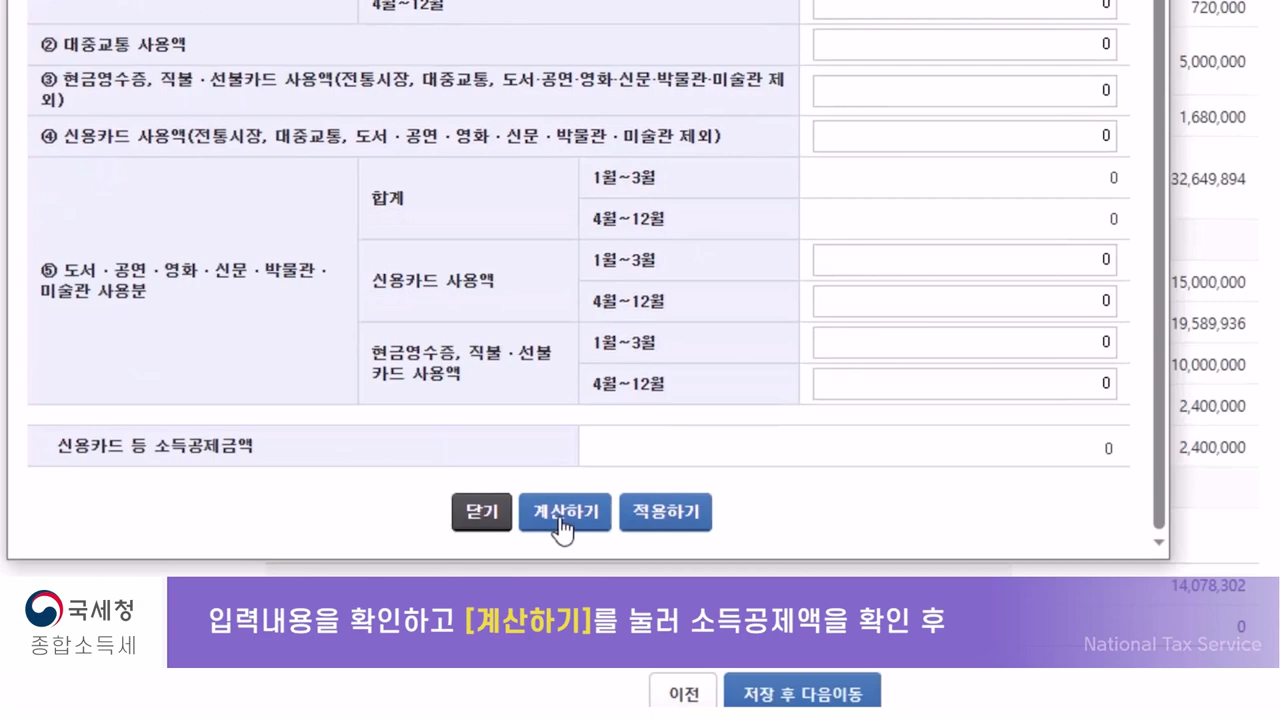 4월~12월
0
720,000
② 대중교통 사용액
0
5,000,000
③ 현금영수증, 직불·선불카드 사용액(전통시장, 대중교통, 도서·공연·영화·신문·박물관·미술관 제
외)
0
1,680,000
④ 신용카드 사용액(전통시장, 대중교통, 도서·공연·영화·신문·박물관·미술관 제외)
0
⑤ 도서·공연·영화·신문·박물관·
미술관 사용분
합계
1월~3월
0
32,649,894
4월~12월
0
신용카드 사용액
1월~3월
0
15,000,000
4월~12월
0
19,589,936
현금영수증, 직불·선불
카드 사용액
1월~3월
0
10,000,000
4월~12월
0
2,400,000
신용카드 등 소득공제금액
0
2,400,000
닫기
계산하기
적용하기
14,078,302
0
국세청
종합소득세
입력내용을 확인하고 [계산하기]를 눌러 소득공제액을 확인 후
National Tax Service
이전
저장 후 다음이동